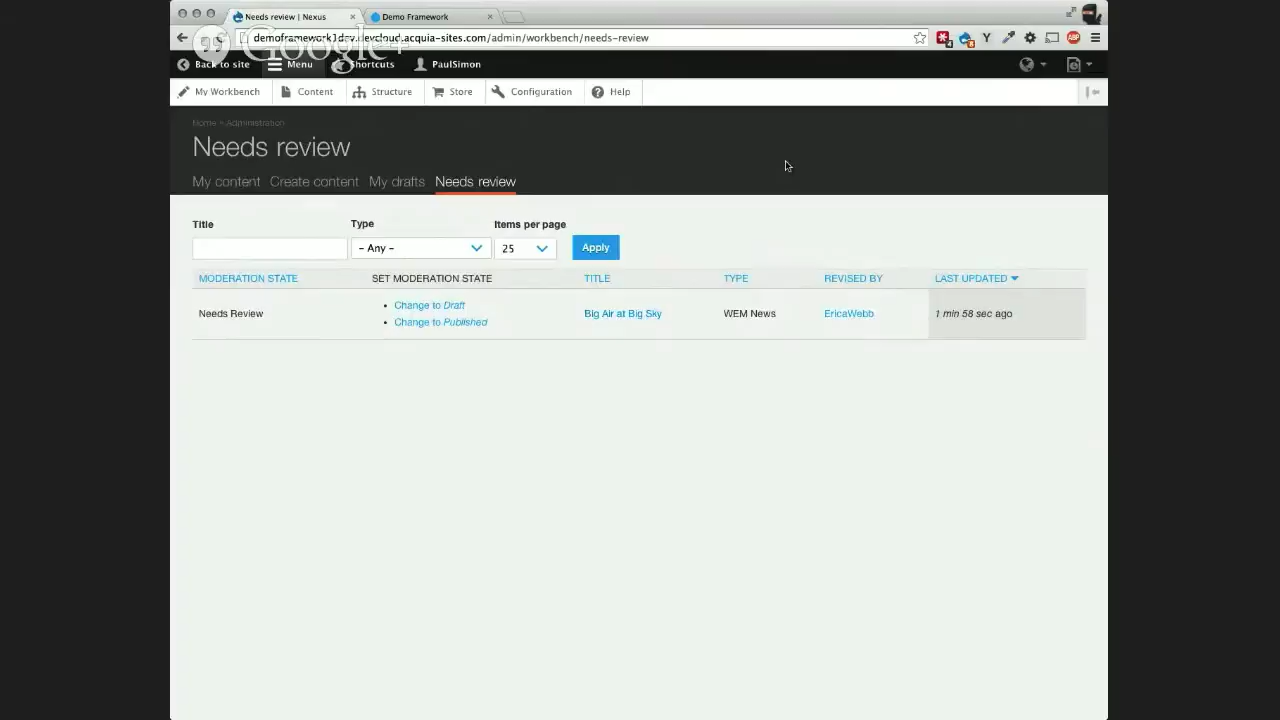 Needs review | Nexus
Demo Framework
Google+
demoframework1dev.devcloud.acquia-sites.com/admin/workbench/needs-review
Back to site
Menu
Shortcuts
PaulSimon
My Workbench
Content
Structure
Store
Configuration
Help
Home » Administration
Needs review
My content Create content My drafts Needs review
Title
Type
Items per page
- Any -
25
Apply
MODERATION STATE
SET MODERATION STATE
TITLE
TYPE
REVISED BY
LAST UPDATED
Needs Review
Change to Draft
Change to Published
Big Air at Big Sky
WEM News
EricaWebb
1 min 58 sec ago